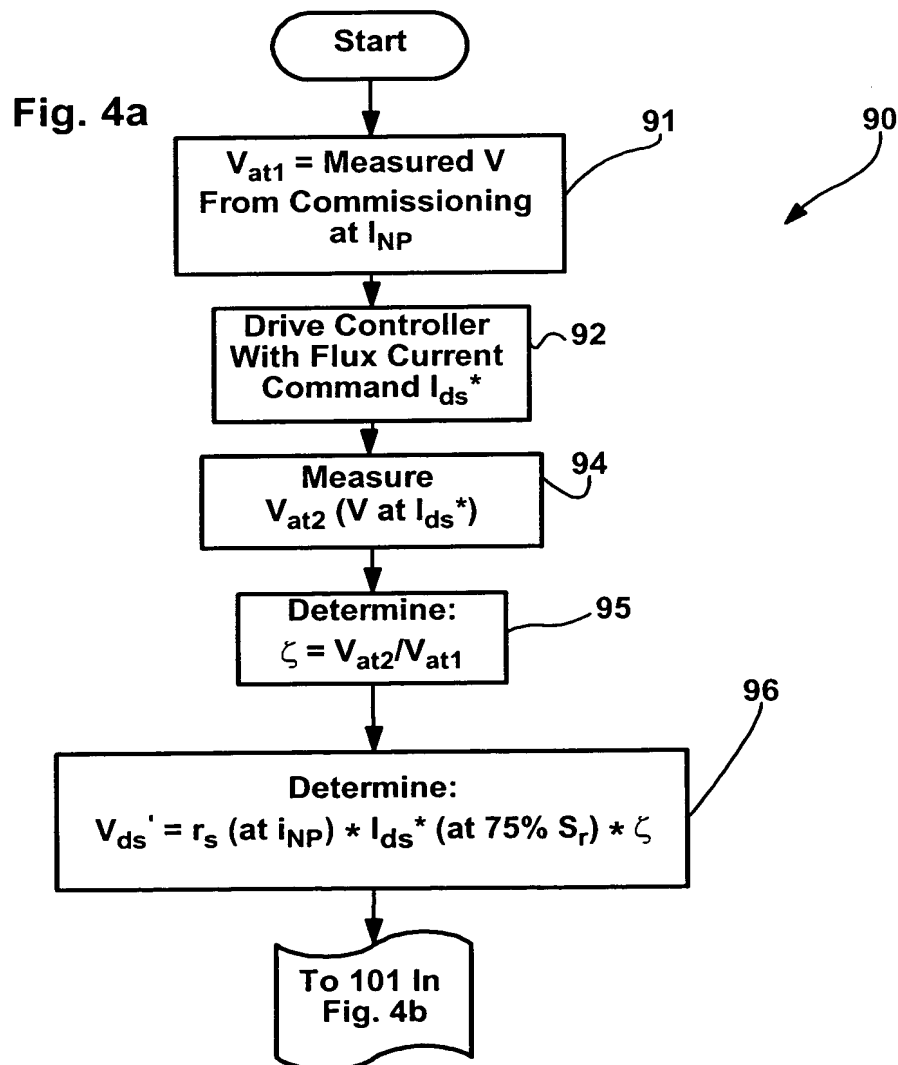 Start
Fig. 4a
90
91
V_at1 = Measured V
From Commissioning
at I_NP
Drive Controller
With Flux Current
Command I_ds*
92
94
Measure
V_at2 (V at I_ds*)
95
Determine:
ζ = V_at2/V_at1
96
Determine:
V_ds' = r_s (at i_NP) * I_ds* (at 75% S_r) * ζ
To 101 In
Fig. 4b